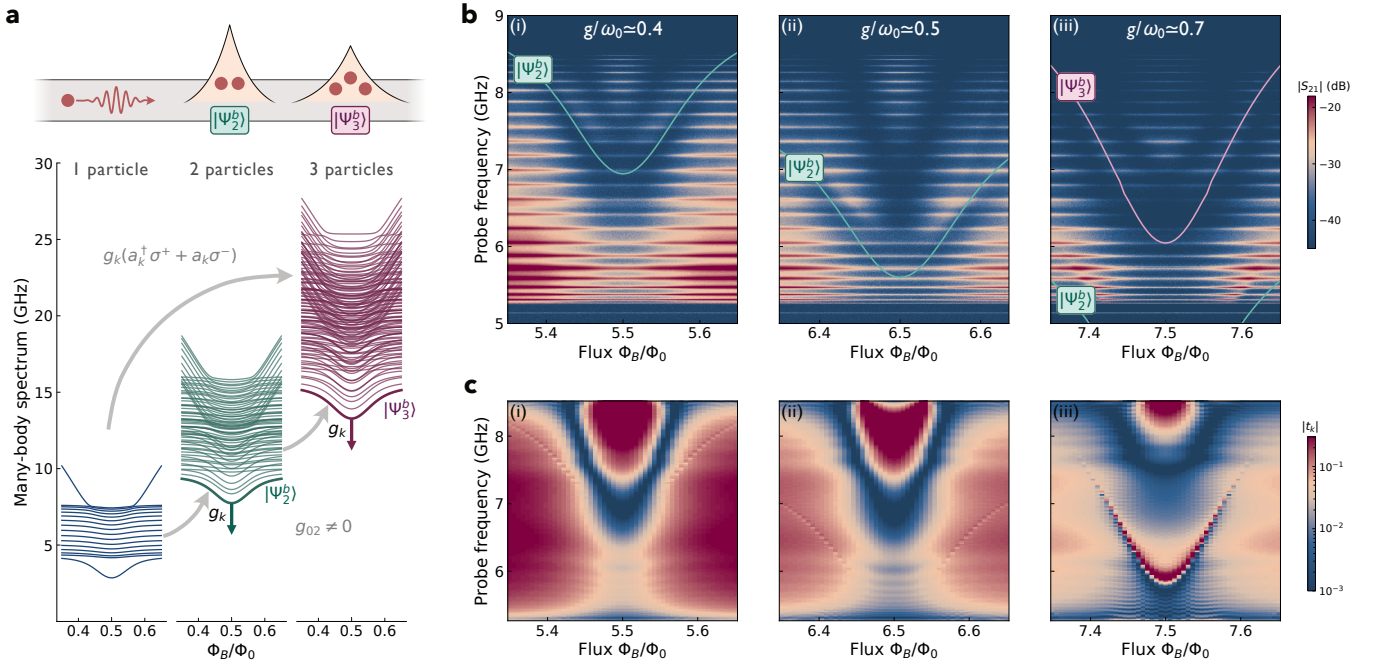 a
|Ψ₂ᵇ⟩
|Ψ₃ᵇ⟩
1 particle
2 particles
3 particles
Many-body spectrum (GHz)
30
25
20
15
10
5
gₖ(aₖ†σ⁺ + aₖσ⁻)
|Ψ₃ᵇ⟩
gₖ
|Ψ₂ᵇ⟩
gₖ
g₀₂ ≠ 0
0.4 0.5 0.6
0.4 0.5 0.6
0.4 0.5 0.6
Φ_B/Φ₀
b
(i)
g/ω₀≃0.4
|Ψ₂ᵇ⟩
Probe frequency (GHz)
9
8
7
6
5
5.4 5.5 5.6
Flux Φ_B/Φ₀
(ii)
g/ω₀≃0.5
|Ψ₂ᵇ⟩
6.4 6.5 6.6
Flux Φ_B/Φ₀
(iii)
g/ω₀≃0.7
|Ψ₃ᵇ⟩
|Ψ₂ᵇ⟩
7.4 7.5 7.6
Flux Φ_B/Φ₀
|S₂₁| (dB)
−20
−30
−40
c
(i)
Probe frequency (GHz)
8
7
6
5.4 5.5 5.6
Flux Φ_B/Φ₀
(ii)
6.4 6.5 6.6
Flux Φ_B/Φ₀
(iii)
7.4 7.5 7.6
Flux Φ_B/Φ₀
|tₖ|
10⁻¹
10⁻²
10⁻³